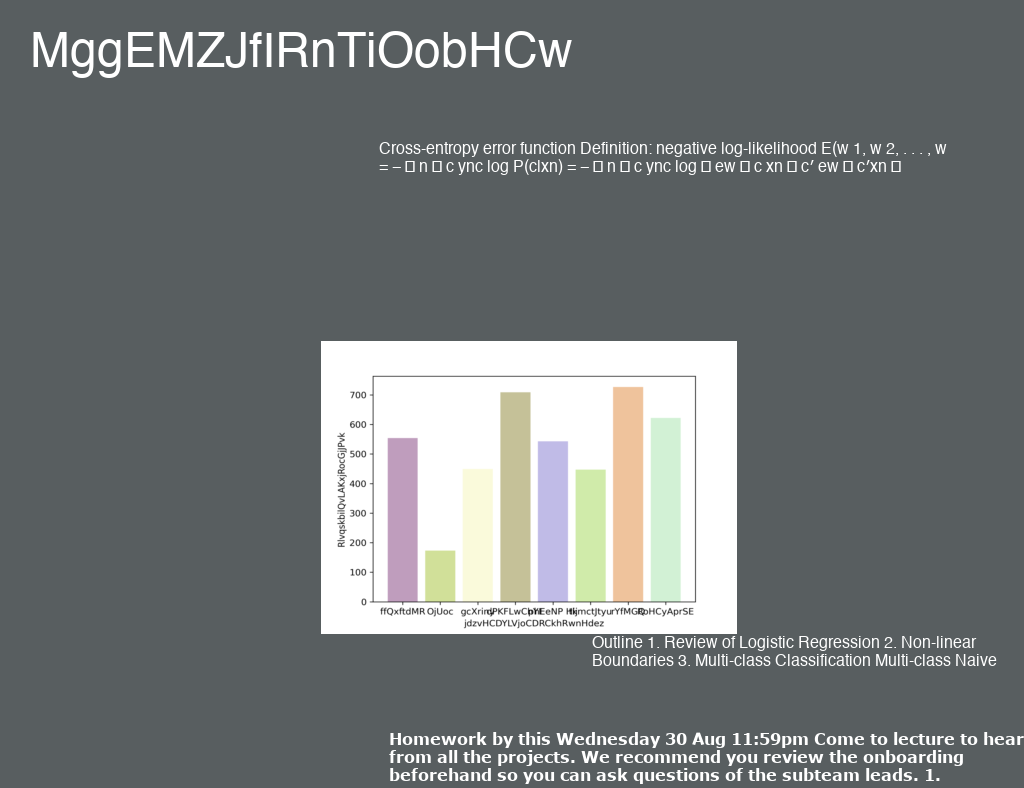 MggEMZJfIRnTiOobHCw
Cross-entropy error function Definition: negative log-likelihood E(w 1, w 2, . . . , w
= – □ n □ c ync log P(c|xn) = – □ n □ c ync log □ ew □ c xn □ c′ ew □ c′xn □
700
600
500
400
300
200
100
0
RlvqskbilQvLAKxjRocGjJPvk
ffQxftdMR OjUoc
jdzvHCDYLVjoCDRCkhRwnHdez
Outline 1. Review of Logistic Regression 2. Non-linear
Boundaries 3. Multi-class Classification Multi-class Naive
Homework by this Wednesday 30 Aug 11:59pm Come to lecture to hear
from all the projects. We recommend you review the onboarding
beforehand so you can ask questions of the subteam leads. 1.